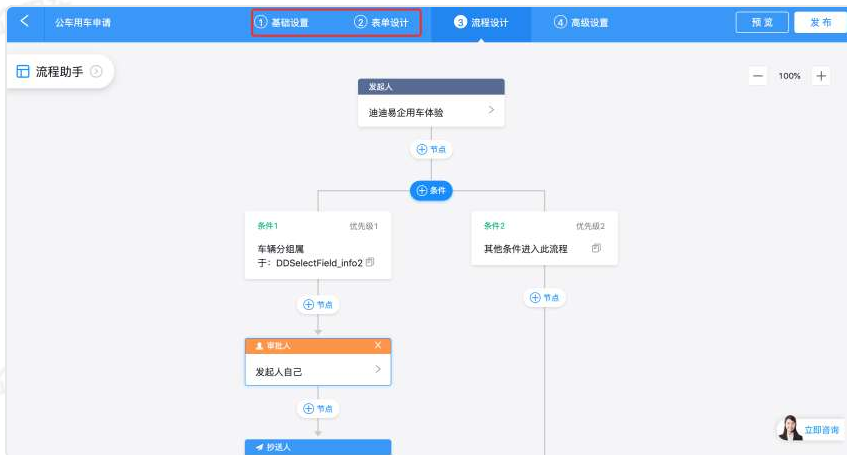 公车用车申请
1 基础设置
2 表单设计
3 流程设计
4 高级设置
预览
发布
流程助手
100%
发起人
迪迪易企用车体验
节点
条件
条件1
优先级1
车辆分组属
于：DDSelectField_info2
条件2
优先级2
其他条件进入此流程
节点
节点
审批人
发起人自己
节点
抄送人
立即咨询